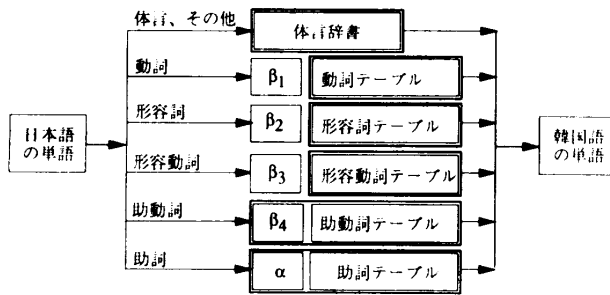 体言、その他
体言辞書
動詞
β1
動詞テーブル
形容詞
β2
形容詞テーブル
日本語
の単語
形容動詞
β3
形容動詞テーブル
韓国語
の単語
助動詞
β4
助動詞テーブル
助詞
α
助詞テーブル